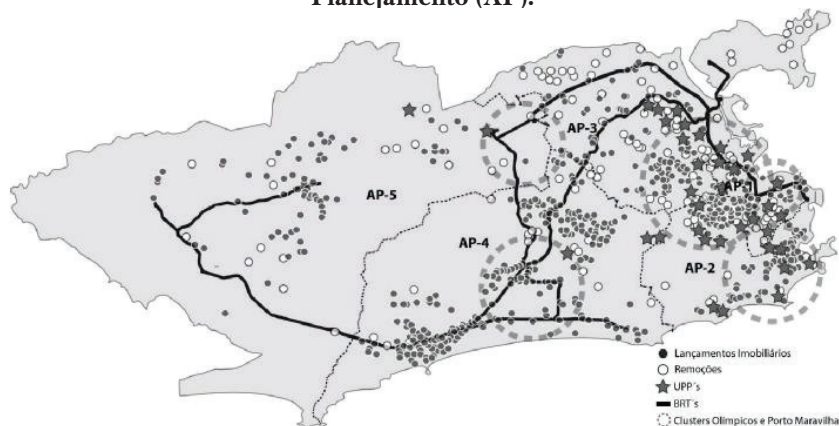 Planejamento (AP).
AP-3
AP-1
AP-5
AP-4
AP-2
Lançamentos Imobiliários
Remoções
UPP´s
BRT´s
Clusters Olímpicos e Porto Maravilha